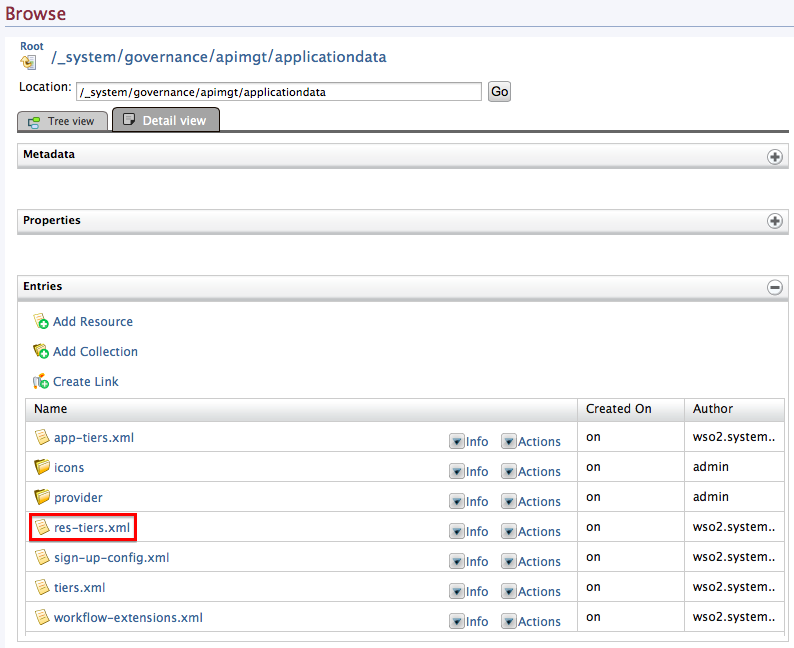 Browse
Root
/_system/governance/apimgt/applicationdata
Location: /_system/governance/apimgt/applicationdata Go
Tree view Detail view
Metadata
Properties
Entries
Add Resource
Add Collection
Create Link
Name Created On Author
app-tiers.xml Info Actions on wso2.system..
icons Info Actions on admin
provider Info Actions on admin
res-tiers.xml Info Actions on wso2.system..
sign-up-config.xml Info Actions on wso2.system..
tiers.xml Info Actions on wso2.system..
workflow-extensions.xml Info Actions on wso2.system..